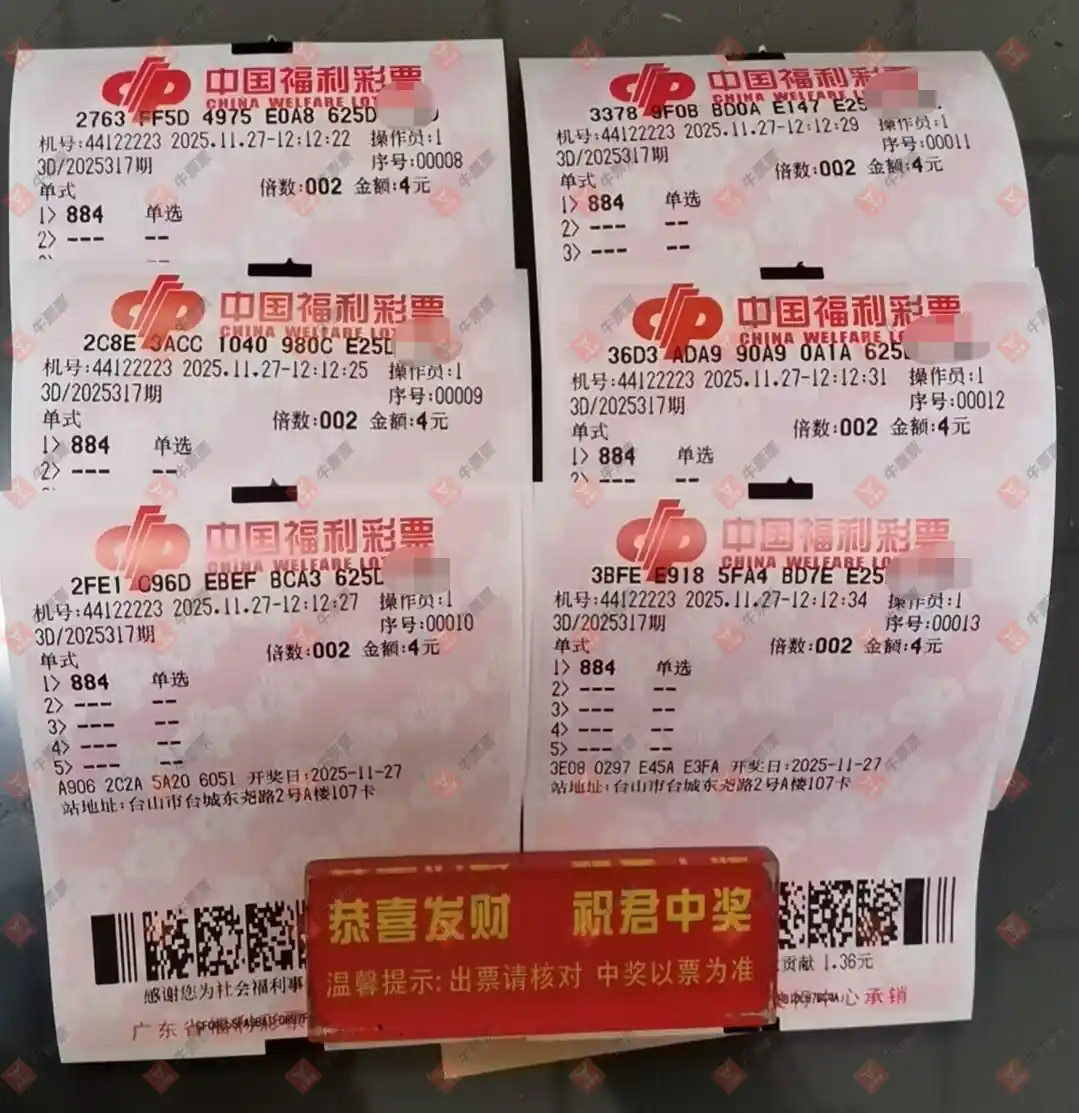 中国福利彩票
CHINA WELFARE LOT
2763 FF5D 4975 E0A8 625D
机号:44122223 2025.11.27-12:12:22 操作员:1
3D/2025317期 序号:00008
单式 倍数:002 金额:4元
1> 884 单选
2> --- --
中国福利彩票
CHINA WELFARE LOT
2C8E 3ACC 1040 980C E25D
机号:44122223 2025.11.27-12:12:25 操作员:1
3D/2025317期 序号:00009
单式 倍数:002 金额:4元
1> 884 单选
2> --- --
中国福利彩票
CHINA WELFARE LOT
2FE1 C96D EBEF BCA3 625D
机号:44122223 2025.11.27-12:12:27 操作员:1
3D/2025317期 序号:00010
单式 倍数:002 金额:4元
1> 884 单选
2> --- --
3> --- --
4> --- --
5> --- --
A906 2C2A 5A20 6051 开奖日:2025-11-27
站地址:台山市台城东尧路2号A楼107卡
感谢您为社会福利事
广东省福利彩票
中国福利彩票
CHINA WELFARE LOT
3378 9F0B BD0A E147 E25
机号:44122223 2025.11.27-12:12:29 操作员:1
3D/2025317期 序号:00011
单式 倍数:002 金额:4元
1> 884 单选
2> --- --
3> --- --
中国福利彩票
CHINA WELFARE LOT
36D3 ADA9 90A9 0A1A 625
机号:44122223 2025.11.27-12:12:31 操作员:1
3D/2025317期 序号:00012
单式 倍数:002 金额:4元
1> 884 单选
2> --- --
中国福利彩票
CHINA WELFARE LOT
3BFE E918 5FA4 BD7E E25
机号:44122223 2025.11.27-12:12:34 操作员:1
3D/2025317期 序号:00013
单式 倍数:002 金额:4元
1> 884 单选
2> --- --
3> --- --
4> --- --
5> --- --
3E08 0297 E45A E3FA 开奖日:2025-11-27
站地址:台山市台城东尧路2号A楼107卡
贡献 1.36元
中心承销
恭喜发财 祝君中奖
温馨提示:出票请核对 中奖以票为准
牛票票